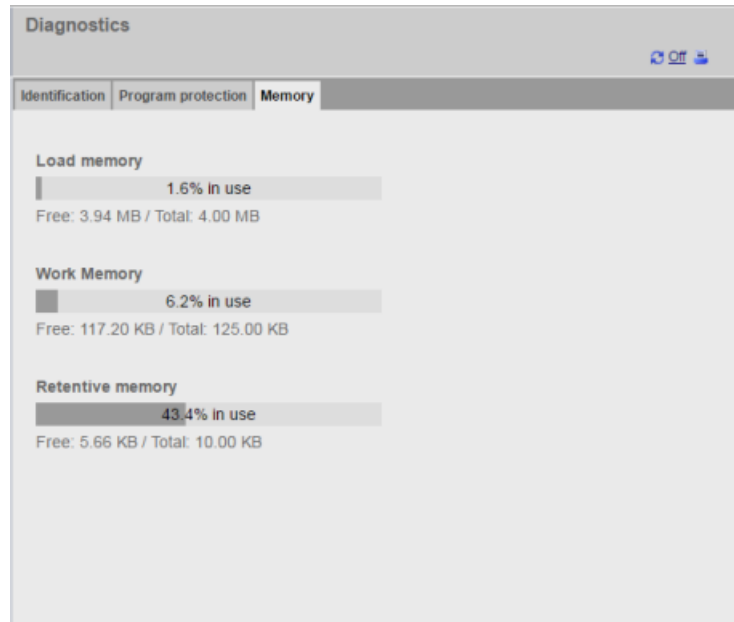 Diagnostics
Off
Identification Program protection Memory
Load memory
1.6% in use
Free: 3.94 MB / Total: 4.00 MB
Work Memory
6.2% in use
Free: 117.20 KB / Total: 125.00 KB
Retentive memory
43.4% in use
Free: 5.66 KB / Total: 10.00 KB